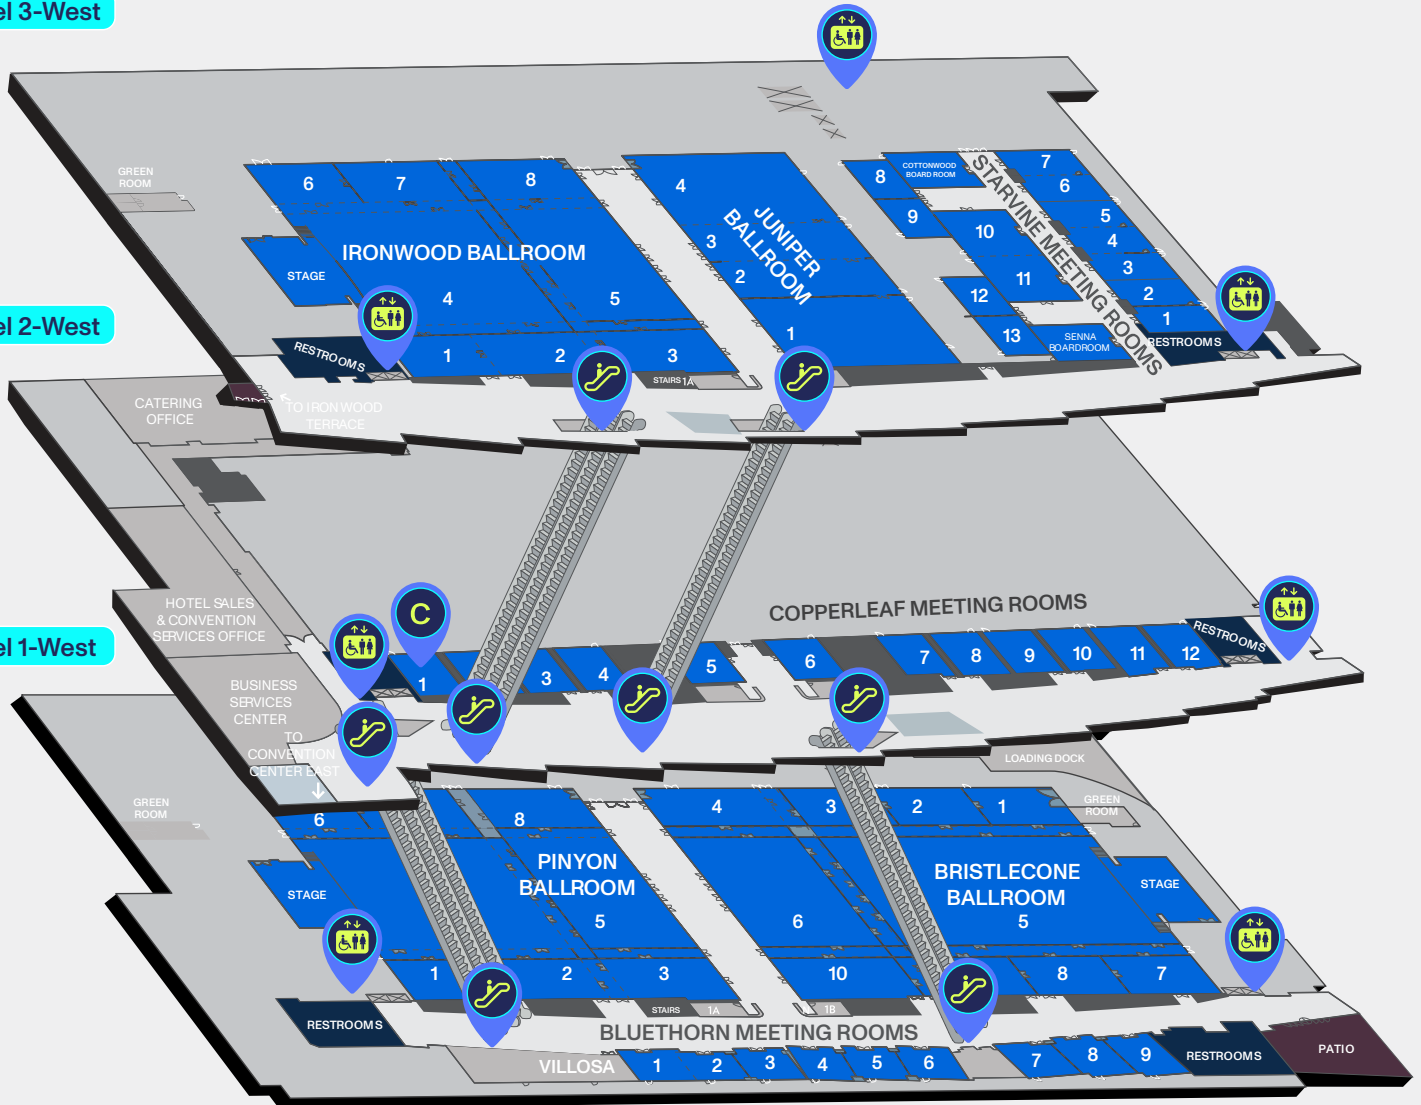 el 3-West
GREEN
ROOM
6
7
8
IRONWOOD BALLROOM
STAGE
4
5
1
2
3
RESTROOMS
STAIRS 1A
4
3
2
1
JUNIPER
BALLROOM
COTTONWOOD
BOARD ROOM
8
9
10
11
12
13
SENNA
BOARDROOM
STARVINE MEETING ROOMS
7
6
5
4
3
2
1
RESTROOMS
TO IRONWOOD
TERRACE
el 2-West
CATERING
OFFICE
HOTEL SALES
& CONVENTION
SERVICES OFFICE
BUSINESS
SERVICES
CENTER
TO
CONVENTION
CENTER EAST
C
COPPERLEAF MEETING ROOMS
1
3
4
5
6
7
8
9
10
11
12
RESTROOMS
el 1-West
LOADING DOCK
GREEN
ROOM
GREEN
ROOM
6
8
PINYON
BALLROOM
STAGE
5
1
2
3
STAIRS
1A
4
3
2
1
BRISTLECONE
BALLROOM
STAGE
6
5
10
8
7
1B
RESTROOMS
BLUETHORN MEETING ROOMS
VILLOSA
1
2
3
4
5
6
7
8
9
RESTROOMS
PATIO